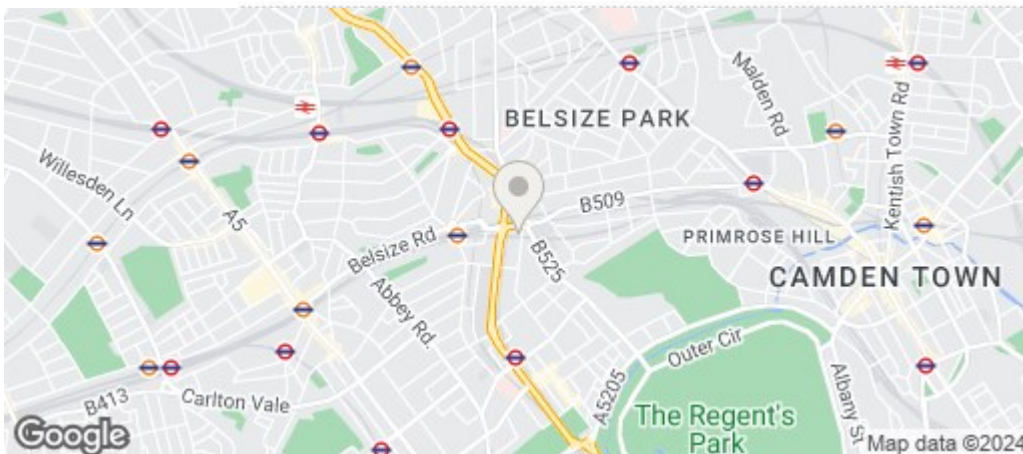 BELSIZE PARK
Malden Rd
Kentish Town Rd
Willesden Ln
A5
B509
Belsize Rd
B525
PRIMROSE HILL
CAMDEN TOWN
Abbey Rd.
Outer Cir
A5205
Albany St
B413
Carlton Vale
The Regent's
Park
Google
Map data ©2024